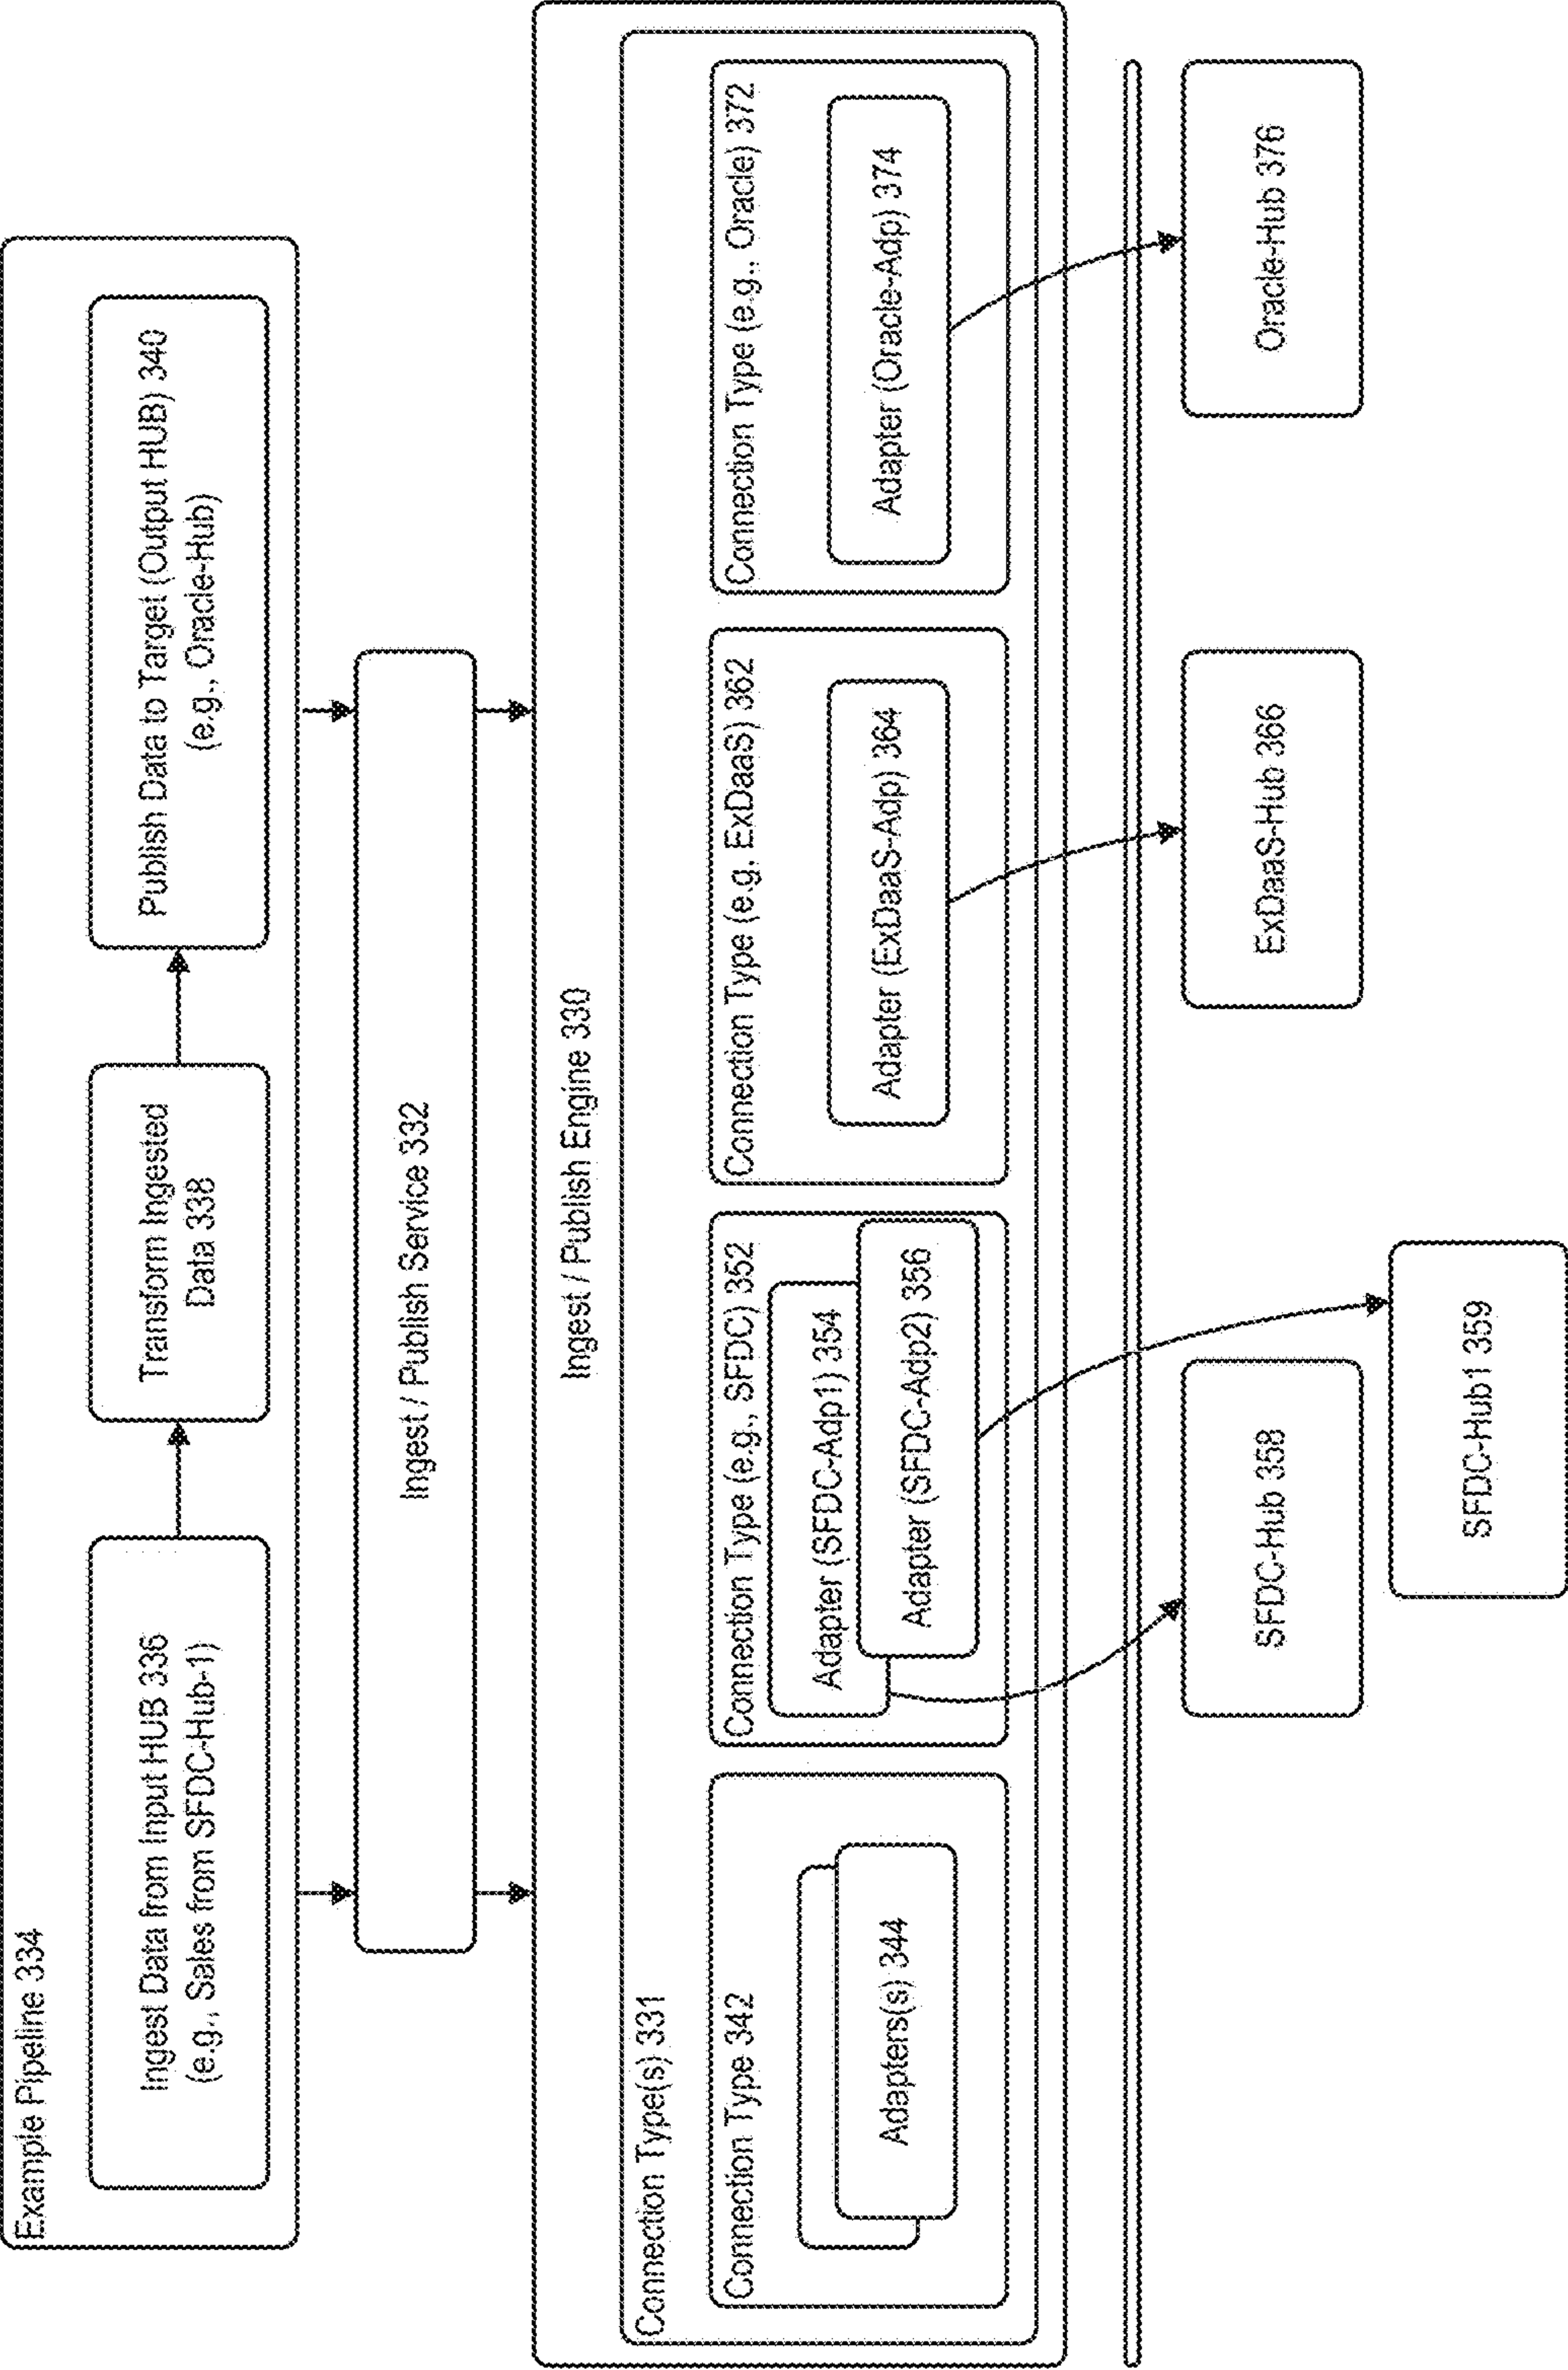 Example Pipeline 334
Ingest Data from Input HUB 336
(e.g., Sales from SFDC-Hub-1)
Transform Ingested
Data 338
Publish Data to Target (Output HUB) 340
(e.g., Oracle-Hub)
Ingest / Publish Service 332
Ingest / Publish Engine 330
Connection Type(s) 331
Connection Type 342
Adapters(s) 344
Connection Type (e.g., SFDC) 352
Adapter (SFDC-Adp1) 354
Adapter (SFDC-Adp2) 356
Connection Type (e.g, ExDaaS) 362
Adapter (ExDaaS-Adp) 364
Connection Type (e.g., Oracle) 372
Adapter (Oracle-Adp) 374
SFDC-Hub 358
SFDC-Hub1 359
ExDaaS-Hub 366
Oracle-Hub 376